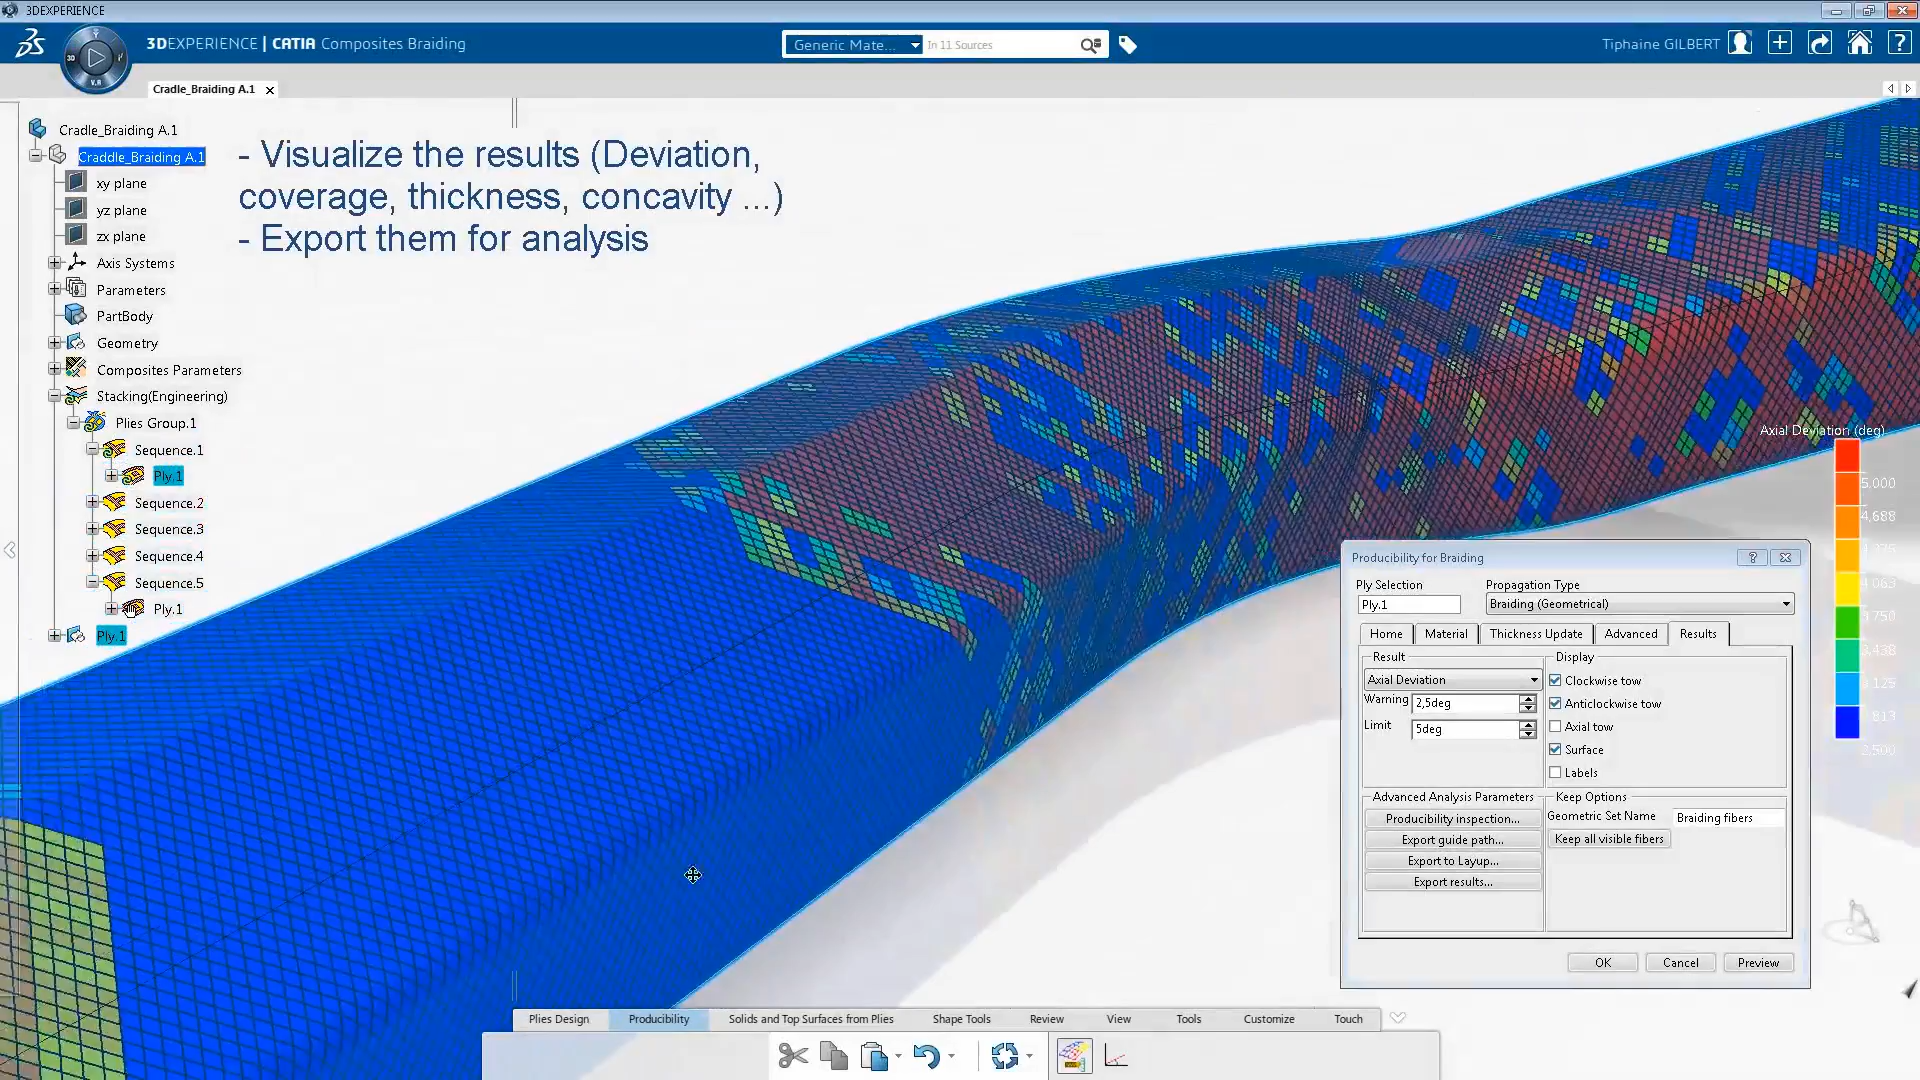 3DEXPERIENCE
3DEXPERIENCE | CATIA Composites Braiding
Generic Mate...
In 11 Sources
Tiphaine GILBERT
3D
V.R
Cradle_Braiding A.1
Cradle_Braiding A.1
Craddle_Braiding A.1
xy plane
yz plane
zx plane
Axis Systems
Parameters
PartBody
Geometry
Composites Parameters
Stacking(Engineering)
Plies Group.1
Sequence.1
Ply.1
Sequence.2
Sequence.3
Sequence.4
Sequence.5
Ply.1
Ply.1
- Visualize the results (Deviation,
coverage, thickness, concavity ...)
- Export them for analysis
Axial Deviation (deg)
5.000
4,688
4,063
2,500
Producibility for Braiding
Ply Selection
Propagation Type
Ply.1
Braiding (Geometrical)
Home
Material
Thickness Update
Advanced
Results
Result
Display
Axial Deviation
Clockwise tow
Warning
2,5deg
Anticlockwise tow
Limit
5deg
Axial tow
Surface
Labels
Advanced Analysis Parameters
Keep Options
Producibility inspection...
Geometric Set Name
Braiding fibers
Export guide path...
Keep all visible fibers
Export to Layup...
Export results...
OK
Cancel
Preview
Plies Design
Producibility
Solids and Top Surfaces from Plies
Shape Tools
Review
View
Tools
Customize
Touch